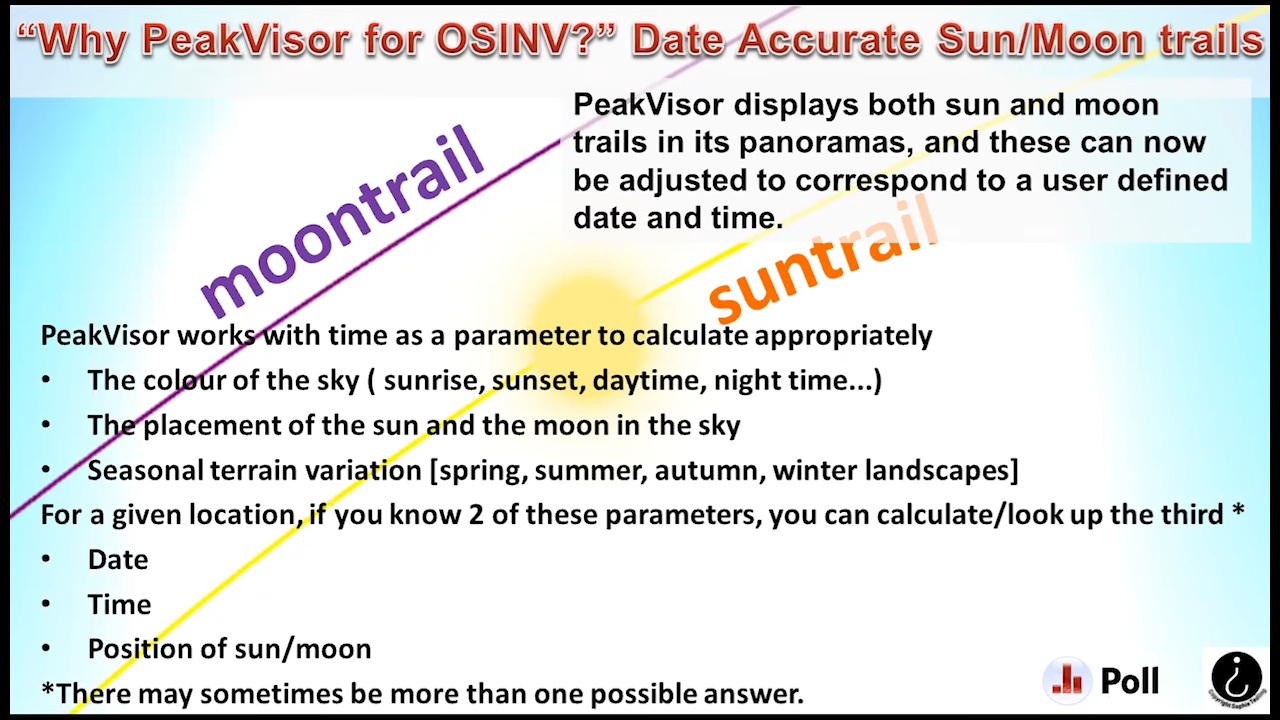 “Why PeakVisor for OSINV?” Date Accurate Sun/Moon trails
PeakVisor displays both sun and moon
trails in its panoramas, and these can now
be adjusted to correspond to a user defined
date and time.
moontrail
suntrail
PeakVisor works with time as a parameter to calculate appropriately
• The colour of the sky ( sunrise, sunset, daytime, night time...)
• The placement of the sun and the moon in the sky
• Seasonal terrain variation [spring, summer, autumn, winter landscapes]
For a given location, if you know 2 of these parameters, you can calculate/look up the third *
• Date
• Time
• Position of sun/moon
*There may sometimes be more than one possible answer.
Poll